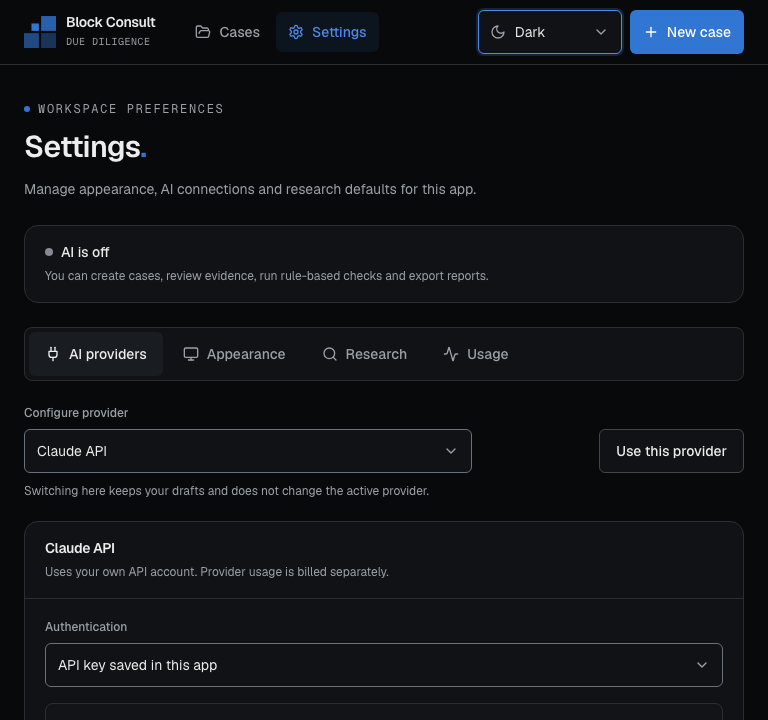 Block Consult
DUE DILIGENCE
Cases
Settings
Dark
New case
WORKSPACE PREFERENCES
Settings.
Manage appearance, AI connections and research defaults for this app.
AI is off
You can create cases, review evidence, run rule-based checks and export reports.
AI providers
Appearance
Research
Usage
Configure provider
Claude API
Use this provider
Switching here keeps your drafts and does not change the active provider.
Claude API
Uses your own API account. Provider usage is billed separately.
Authentication
API key saved in this app